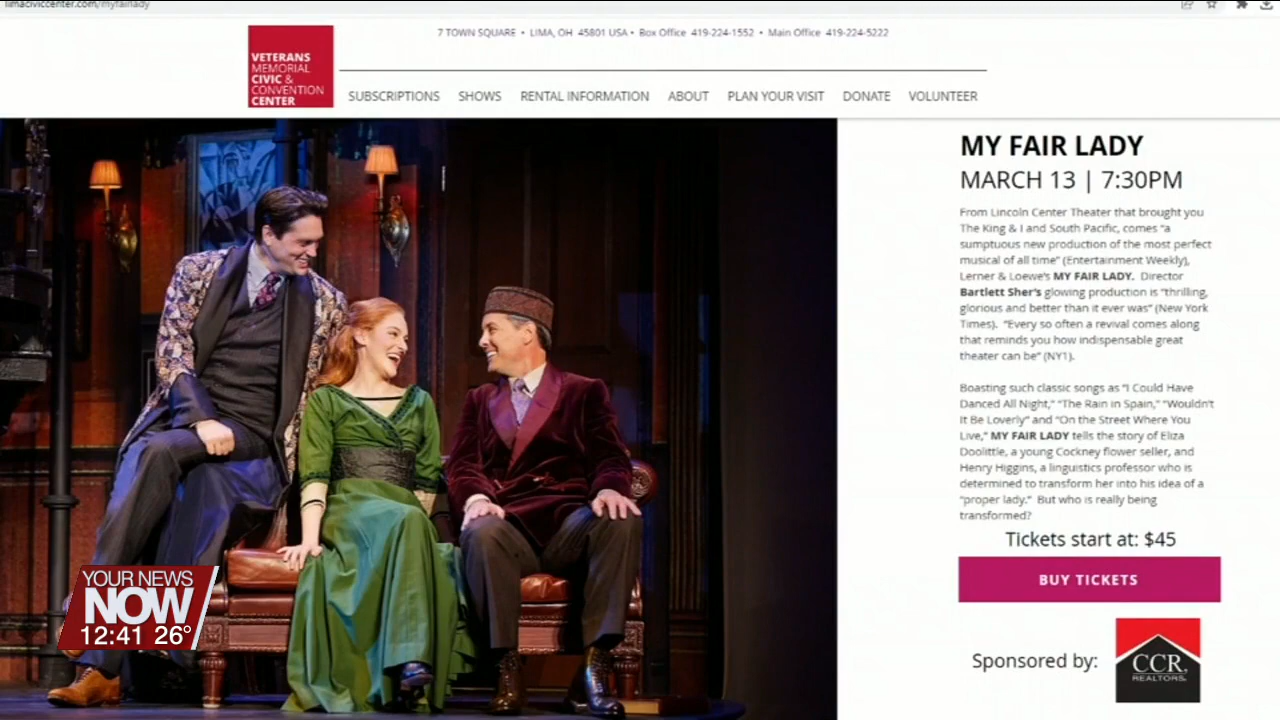 limaciviccenter.com/myfairlady
7 TOWN SQUARE • LIMA, OH 45801 USA • Box Office 419-224-1552 • Main Office 419-224-5222
VETERANS
MEMORIAL
CIVIC &
CONVENTION
CENTER
SUBSCRIPTIONS SHOWS RENTAL INFORMATION ABOUT PLAN YOUR VISIT DONATE VOLUNTEER
MY FAIR LADY
MARCH 13 | 7:30PM
From Lincoln Center Theater that brought you
The King & I and South Pacific, comes “a
sumptuous new production of the most perfect
musical of all time” (Entertainment Weekly),
Lerner & Loewe's MY FAIR LADY. Director
Bartlett Sher's glowing production is “thrilling,
glorious and better than it ever was” (New York
Times). “Every so often a revival comes along
that reminds you how indispensable great
theater can be” (NY1).
Boasting such classic songs as “I Could Have
Danced All Night,” “The Rain in Spain,” “Wouldn't
It Be Loverly” and “On the Street Where You
Live,” MY FAIR LADY tells the story of Eliza
Doolittle, a young Cockney flower seller, and
Henry Higgins, a linguistics professor who is
determined to transform her into his idea of a
“proper lady.” But who is really being
transformed?
Tickets start at: $45
BUY TICKETS
Sponsored by:
CCR
REALTORS
YOUR NEWS
NOW
12:41 26°